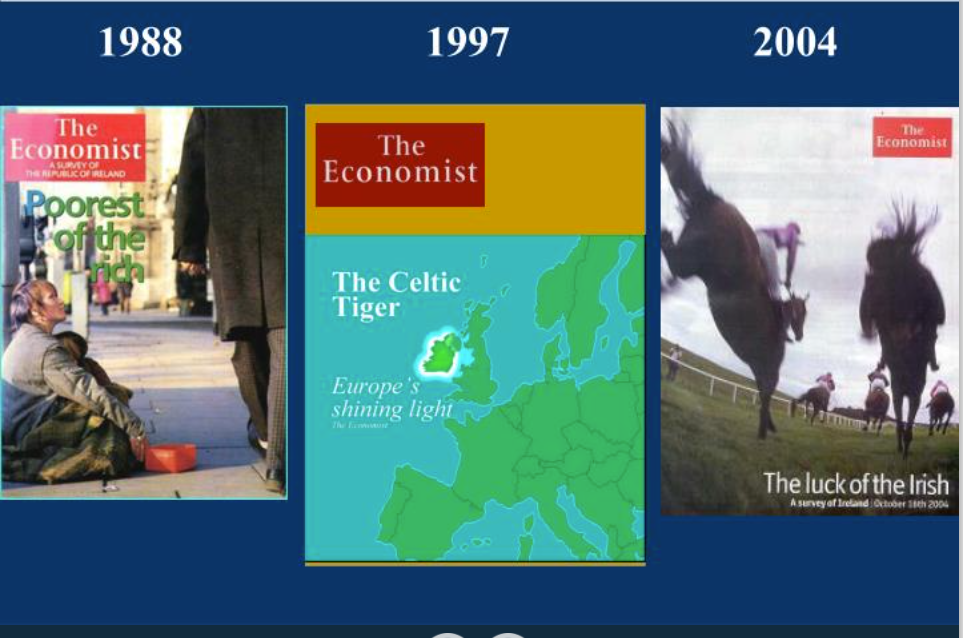 1988
1997
2004
The
Economist
A SURVEY OF
THE REPUBLIC OF IRELAND
Poorest
of the
rich
The
Economist
The Celtic
Tiger
Europe's
shining light
The Economist
The
Economist
The luck of the Irish
A survey of Ireland | October 16th 2004